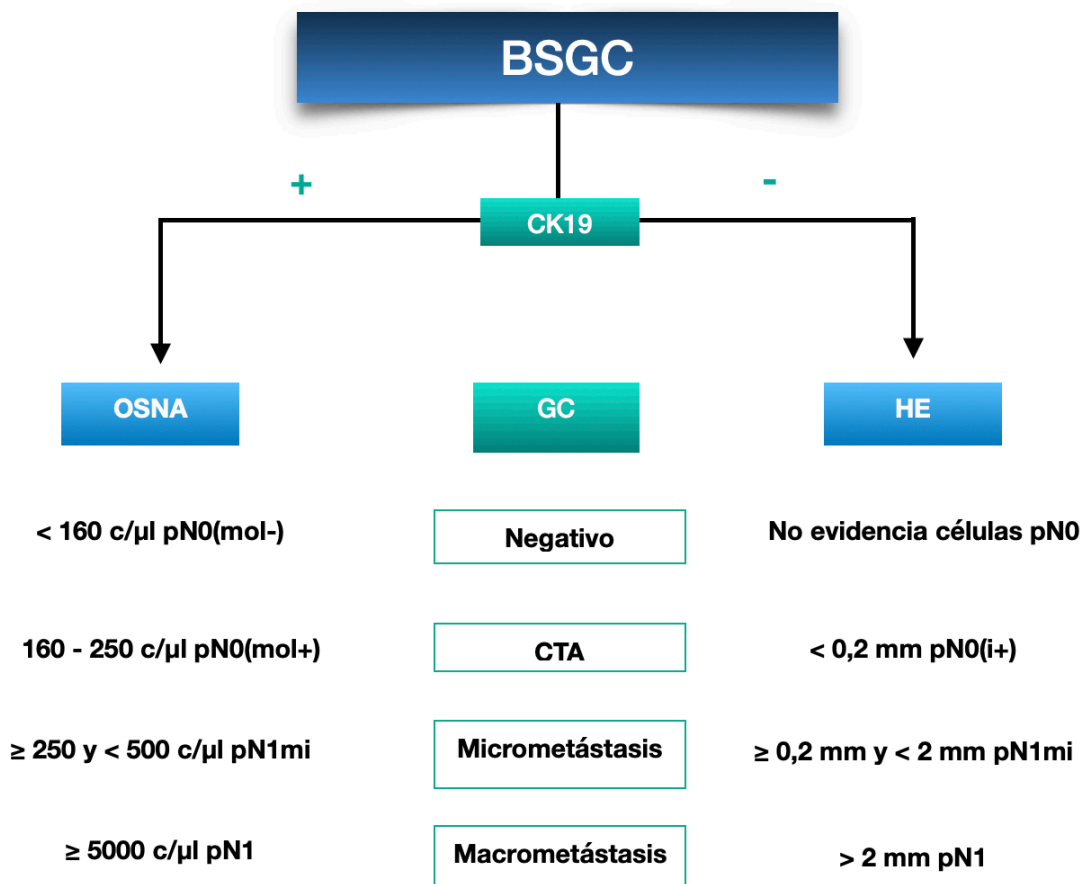 BSGC
+
-
CK19
OSNA
GC
HE
< 160 c/µl pN0(mol-)
Negativo
No evidencia células pN0
160 - 250 c/µl pN0(mol+)
CTA
< 0,2 mm pN0(i+)
≥ 250 y < 500 c/µl pN1mi
Micrometástasis
≥ 0,2 mm y < 2 mm pN1mi
≥ 5000 c/µl pN1
Macrometástasis
> 2 mm pN1